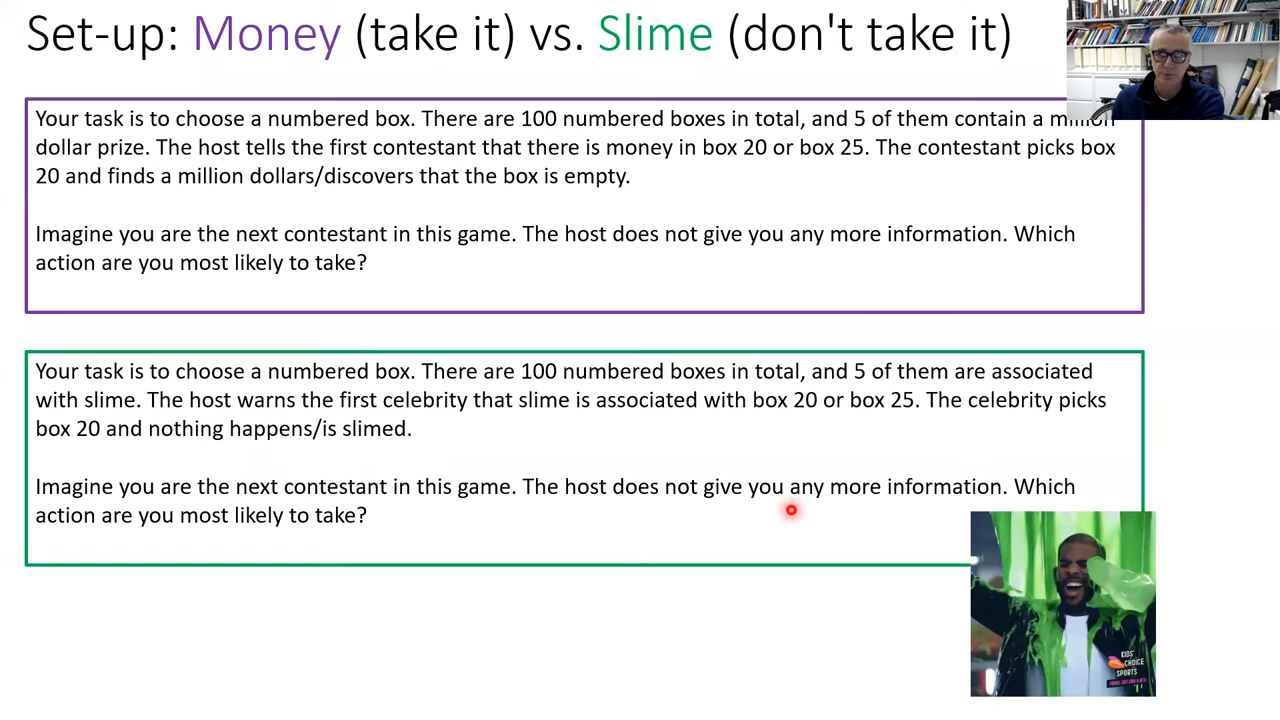 Set-up: Money (take it) vs. Slime (don't take it)
Your task is to choose a numbered box. There are 100 numbered boxes in total, and 5 of them contain a million
dollar prize. The host tells the first contestant that there is money in box 20 or box 25. The contestant picks box
20 and finds a million dollars/discovers that the box is empty.
Imagine you are the next contestant in this game. The host does not give you any more information. Which
action are you most likely to take?
Your task is to choose a numbered box. There are 100 numbered boxes in total, and 5 of them are associated
with slime. The host warns the first celebrity that slime is associated with box 20 or box 25. The celebrity picks
box 20 and nothing happens/is slimed.
Imagine you are the next contestant in this game. The host does not give you any more information. Which
action are you most likely to take?
KIDS'
CHOICE
SPORTS